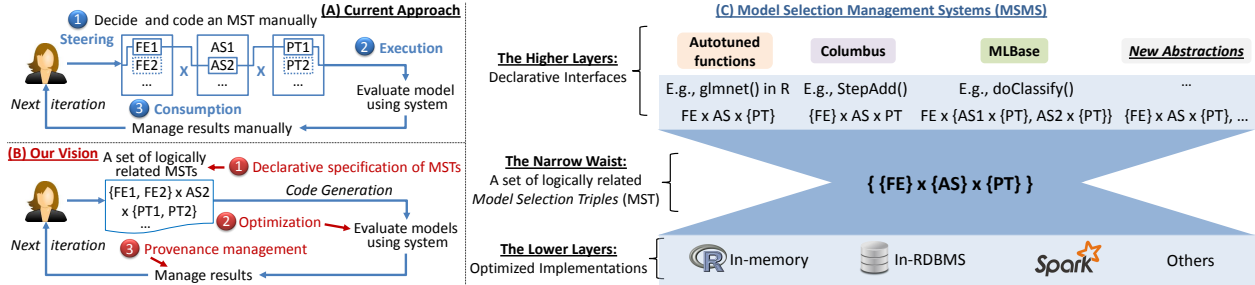 (A) Current Approach
1 Decide and code an MST manually
Steering
FE1
FE2
...
X
AS1
AS2
...
X
PT1
PT2
...
2 Execution
Evaluate model
using system
3 Consumption
Next iteration
Manage results manually
(B) Our Vision
A set of logically
related MSTs
1 Declarative specification of MSTs
{FE1, FE2} x AS2
x {PT1, PT2}
...
Code Generation
2 Optimization
Evaluate models
using system
3 Provenance management
Next iteration
Manage results
(C) Model Selection Management Systems (MSMS)
The Higher Layers:
Declarative Interfaces
Autotuned
functions
Columbus
MLBase
New Abstractions
E.g., glmnet() in R
E.g., StepAdd()
E.g., doClassify()
...
FE x AS x {PT}
{FE} x AS x PT
FE x {AS1 x {PT}, AS2 x {PT}}
{FE} x AS x {PT}, ...
The Narrow Waist:
A set of logically related
Model Selection Triples (MST)
{ {FE} x {AS} x {PT} }
The Lower Layers:
Optimized Implementations
R In-memory
In-RDBMS
Spark
Others